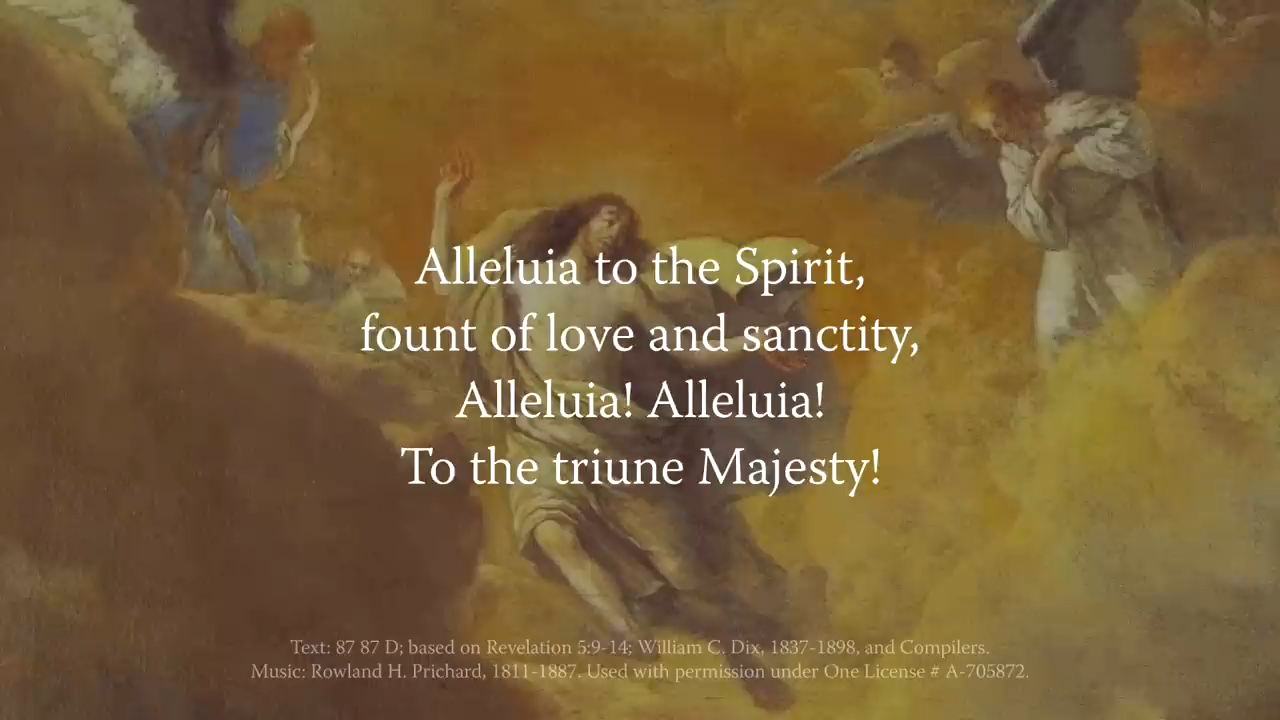 Alleluia to the Spirit,
fount of love and sanctity,
Alleluia! Alleluia!
To the triune Majesty!
Text: 87 87 D; based on Revelation 5:9-14; William C. Dix, 1837-1898, and Compilers.
Music: Rowland H. Prichard, 1811-1887. Used with permission under One License # A-705872.